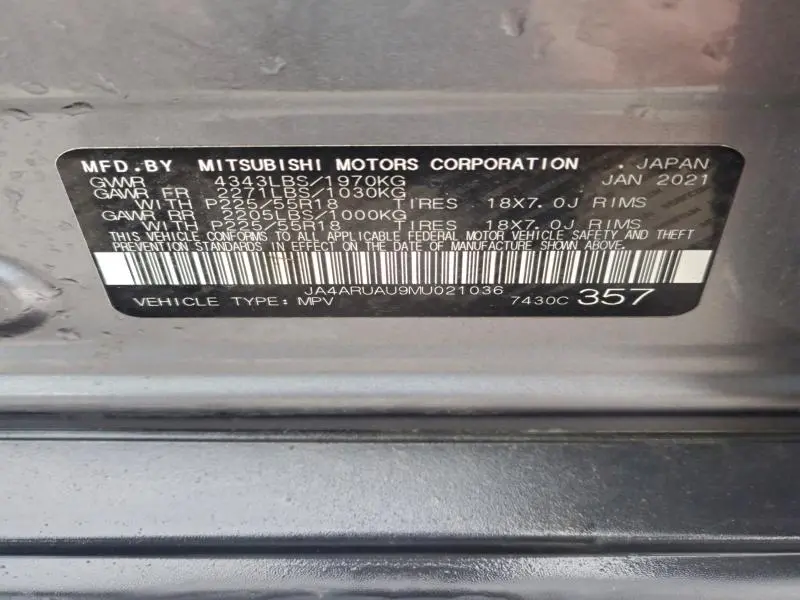 MFD.BY MITSUBISHI MOTORS CORPORATION . JAPAN
GVWR 4343LBS/1970KG JAN 2021
GAWR FR 2271LBS/1030KG
WITH P225/55R18 TIRES 18X7.0J RIMS
GAWR RR 2205LBS/1000KG
WITH P225/55R18 TIRES 18X7.0J RIMS
THIS VEHICLE CONFORMS TO ALL APPLICABLE FEDERAL MOTOR VEHICLE SAFETY AND THEFT
PREVENTION STANDARDS IN EFFECT ON THE DATE OF MANUFACTURE SHOWN ABOVE.
JA4ARUAU9MU021036
VEHICLE TYPE: MPV 7430C 357